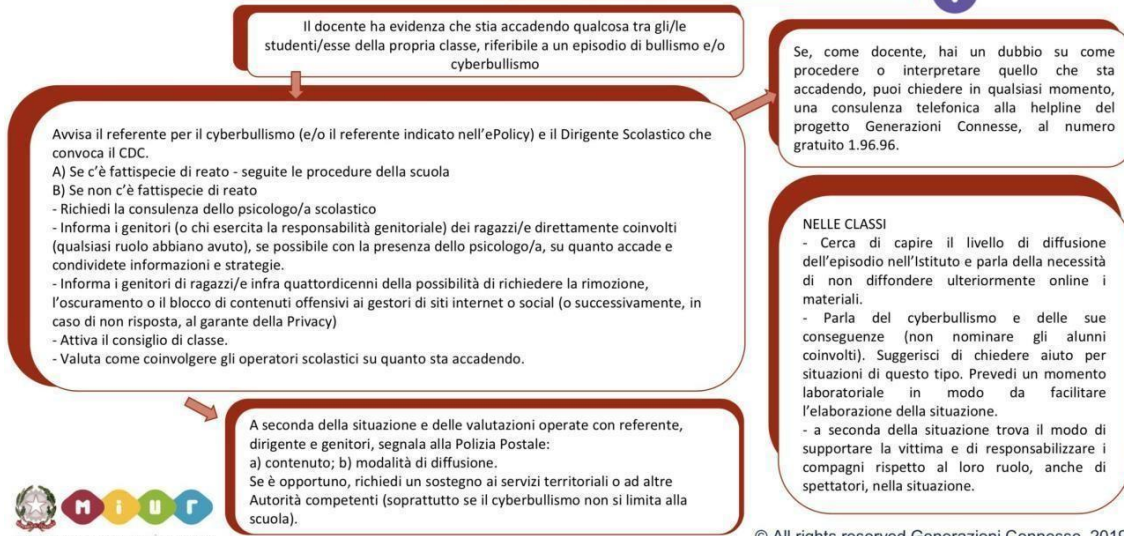 Il docente ha evidenza che stia accadendo qualcosa tra gli/le
studenti/esse della propria classe, riferibile a un episodio di bullismo e/o
cyberbullismo
Se, come docente, hai un dubbio su come
procedere o interpretare quello che sta
accadendo, puoi chiedere in qualsiasi momento,
una consulenza telefonica alla helpline del
progetto Generazioni Connesse, al numero
gratuito 1.96.96.
Avvisa il referente per il cyberbullismo (e/o il referente indicato nell'ePolicy) e il Dirigente Scolastico che
convoca il CDC.
A) Se c'è fattispecie di reato - seguite le procedure della scuola
B) Se non c'è fattispecie di reato
- Richiedi la consulenza dello psicologo/a scolastico
- Informa i genitori (o chi esercita la responsabilità genitoriale) dei ragazzi/e direttamente coinvolti
(qualsiasi ruolo abbiano avuto), se possibile con la presenza dello psicologo/a, su quanto accade e
condividete informazioni e strategie.
- Informa i genitori di ragazzi/e infra quattordicenni della possibilità di richiedere la rimozione,
l'oscuramento o il blocco di contenuti offensivi ai gestori di siti internet o social (o successivamente, in
caso di non risposta, al garante della Privacy)
- Attiva il consiglio di classe.
- Valuta come coinvolgere gli operatori scolastici su quanto sta accadendo.
NELLE CLASSI
- Cerca di capire il livello di diffusione
dell'episodio nell'Istituto e parla della necessità
di non diffondere ulteriormente online i
materiali.
- Parla del cyberbullismo e delle sue
conseguenze (non nominare gli alunni
coinvolti). Suggerisci di chiedere aiuto per
situazioni di questo tipo. Prevedi un momento
laboratoriale in modo da facilitare
l'elaborazione della situazione.
- a seconda della situazione trova il modo di
supportare la vittima e di responsabilizzare i
compagni rispetto al loro ruolo, anche di
spettatori, nella situazione.
A seconda della situazione e delle valutazioni operate con referente,
dirigente e genitori, segnala alla Polizia Postale:
a) contenuto; b) modalità di diffusione.
Se è opportuno, richiedi un sostegno ai servizi territoriali o ad altre
Autorità competenti (soprattutto se il cyberbullismo non si limita alla
scuola).
MiUr
© All rights reserved Generazioni Connesse 2019